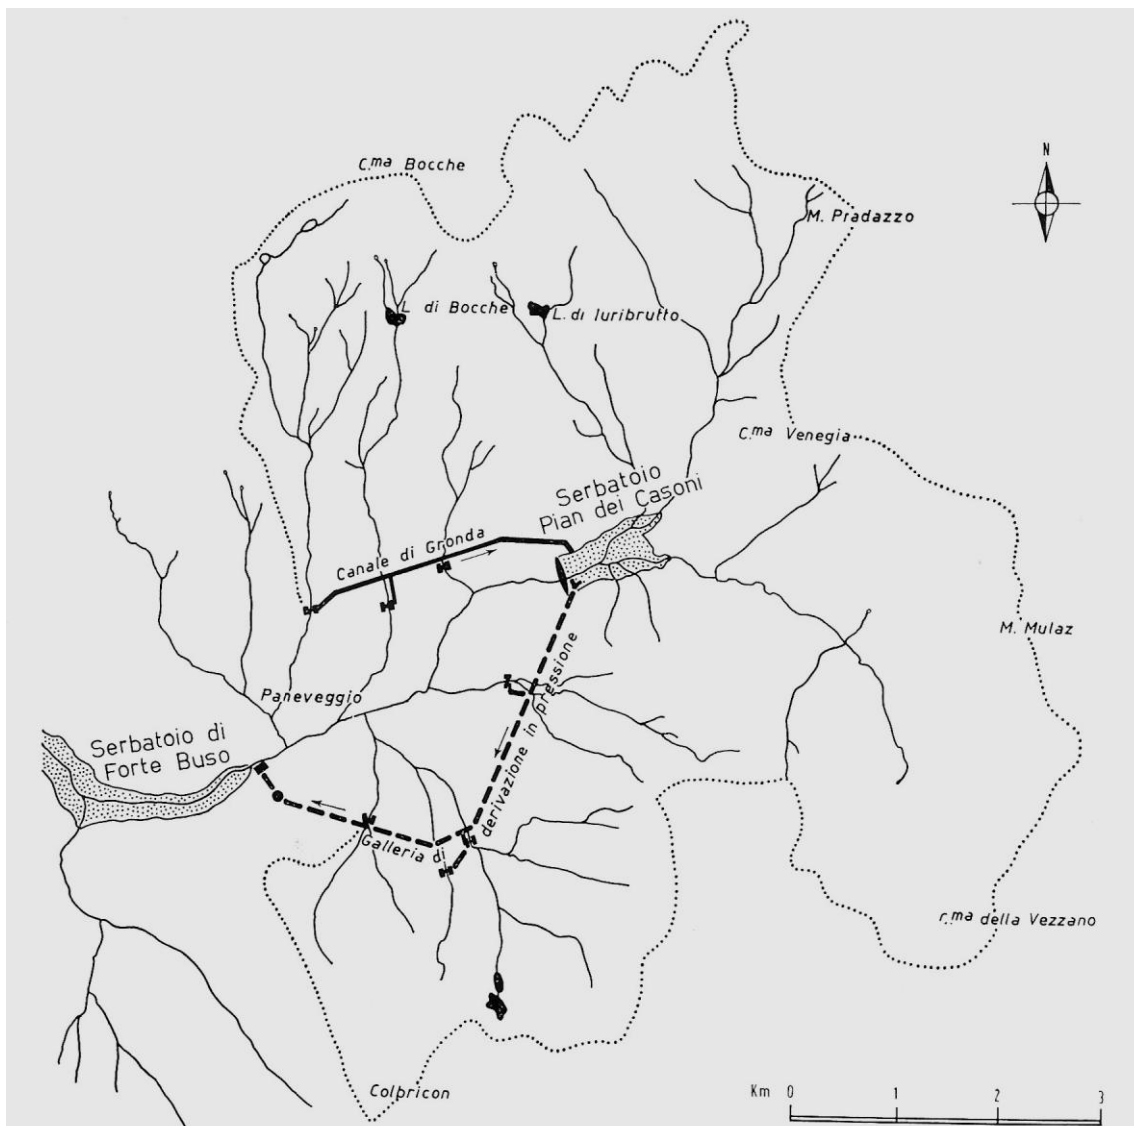 C.ma Bocche
N
M. Pradazzo
L di Bocche
L. di Iuribrutto
C.ma Venegia
Serbatoio
Pian dei Casoni
Canale di Gronda
M. Mulaz
Paneveggio
Serbatoio di
Forte Buso
Galleria di derivazione in pressione
r.ma della Vezzano
Colbricon
Km 0 1 2 3